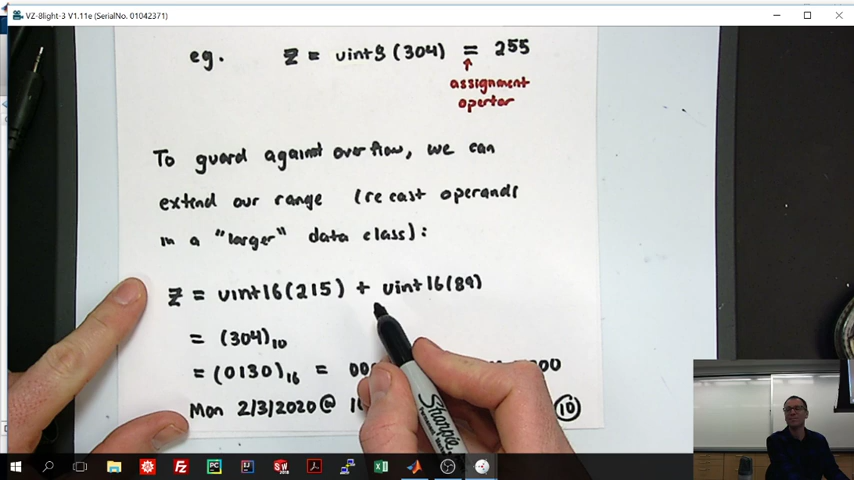 VZ-8light-3 V1.11e (SerialNo. 01042371)
eg. Z = uint8 (304) = 255
↑
assignment
opertor
To guard against overflow, we can
extend our range (recast operands
in a "larger" data class):
Z = uint16(215) + uint16(89)
= (304)10
= (0130)16 = 00
Mon 2/3/2020 @
10
Sharpie